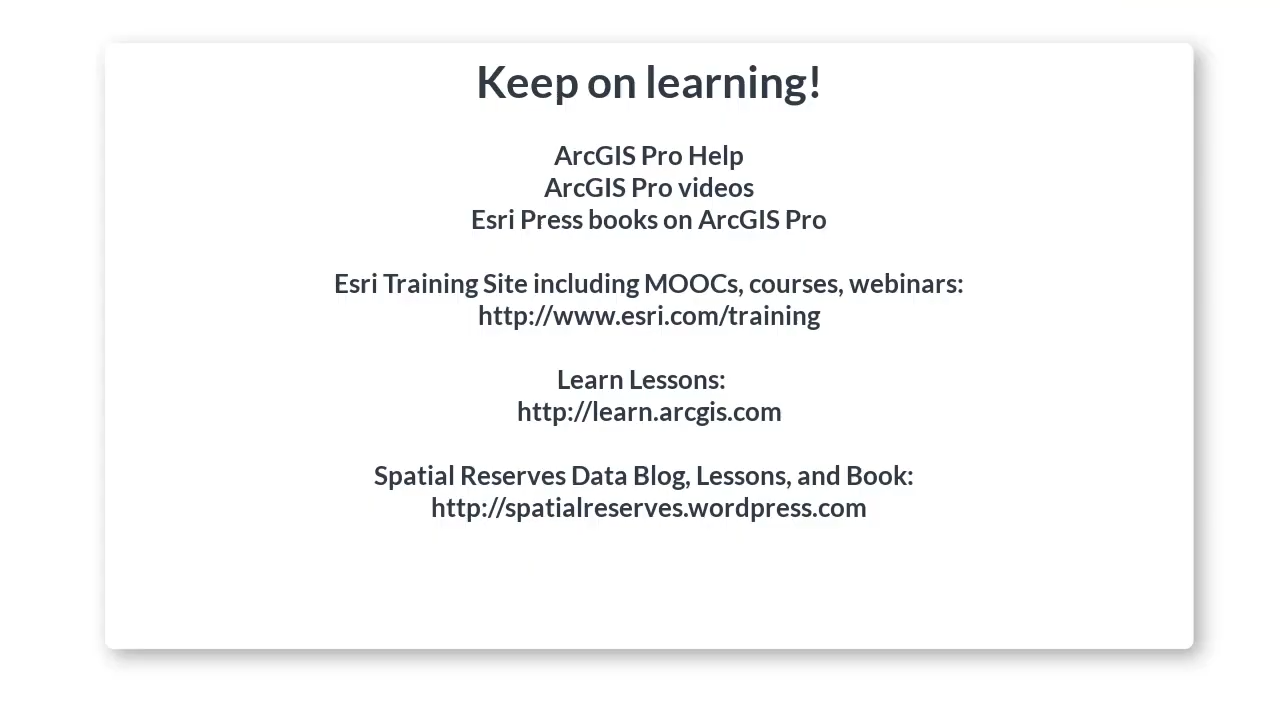 Keep on learning!
ArcGIS Pro Help
ArcGIS Pro videos
Esri Press books on ArcGIS Pro
Esri Training Site including MOOCs, courses, webinars:
http://www.esri.com/training
Learn Lessons:
http://learn.arcgis.com
Spatial Reserves Data Blog, Lessons, and Book:
http://spatialreserves.wordpress.com